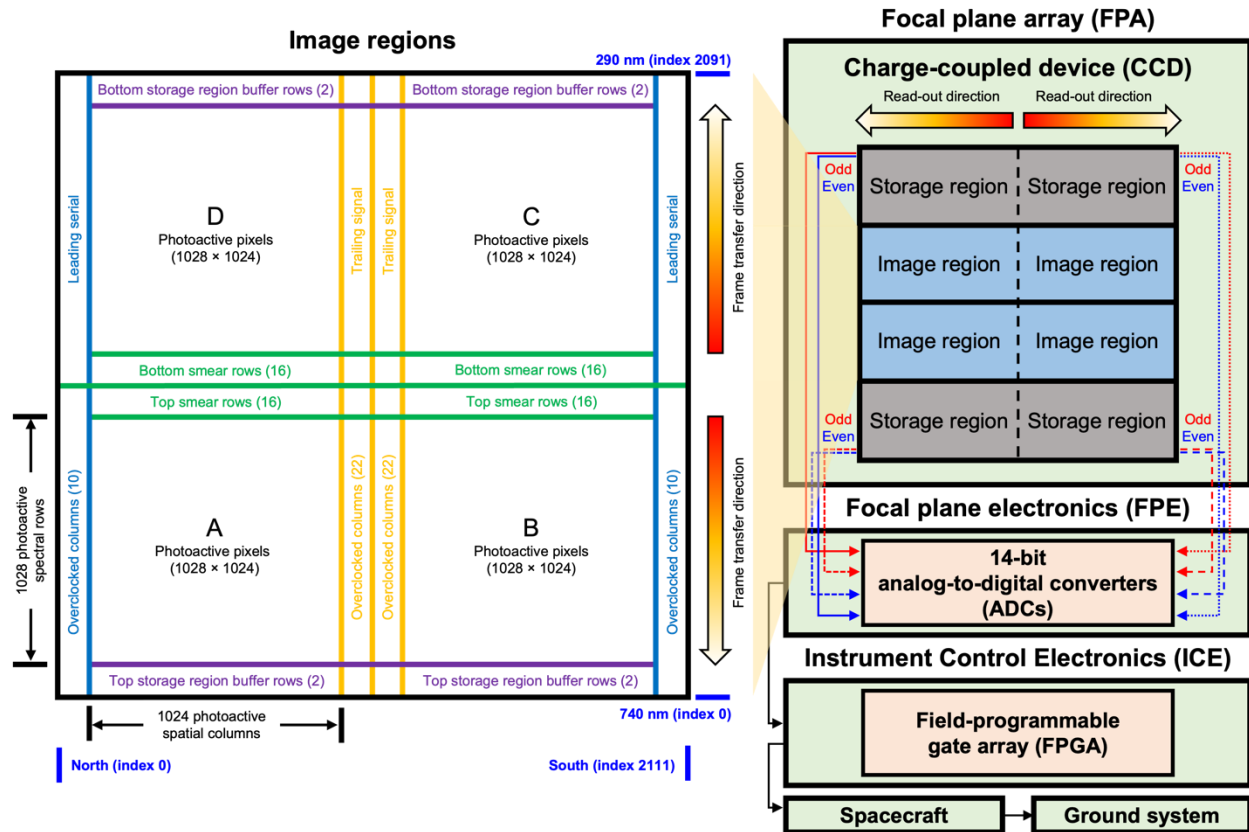 Image regions
290 nm (index 2091)
Bottom storage region buffer rows (2)
Bottom storage region buffer rows (2)
Leading serial
D
Photoactive pixels
(1028 × 1024)
Trailing signal
Trailing signal
C
Photoactive pixels
(1028 × 1024)
Leading serial
Frame transfer direction
Bottom smear rows (16)
Bottom smear rows (16)
Top smear rows (16)
Top smear rows (16)
1028 photoactive
spectral rows
Overclocked columns (10)
A
Photoactive pixels
(1028 × 1024)
Overclocked columns (22)
Overclocked columns (22)
B
Photoactive pixels
(1028 × 1024)
Overclocked columns (10)
Frame transfer direction
Top storage region buffer rows (2)
Top storage region buffer rows (2)
740 nm (index 0)
1024 photoactive
spatial columns
North (index 0)
South (index 2111)
Focal plane array (FPA)
Charge-coupled device (CCD)
Read-out direction
Read-out direction
Odd
Even
Storage region
Storage region
Odd
Even
Image region
Image region
Image region
Image region
Odd
Even
Storage region
Storage region
Odd
Even
Focal plane electronics (FPE)
14-bit
analog-to-digital converters
(ADCs)
Instrument Control Electronics (ICE)
Field-programmable
gate array (FPGA)
Spacecraft
Ground system